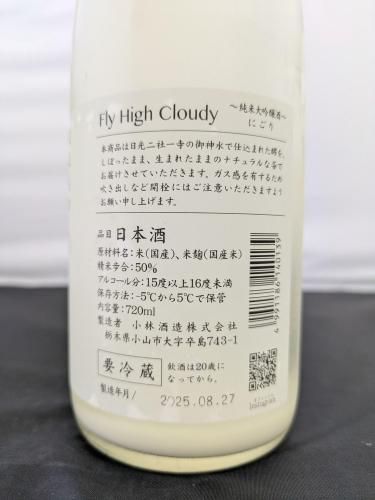 Fly High Cloudy
～純米大吟醸酒～
にごり
本商品は日光二社一寺の御神水で仕込まれた醪を、
しぼったまま、生まれたままのナチュラルな茶で
お届けさせていただきます。ガス感を有するため
吹き出しなど開栓にはご注意いただきますよう
お願い申し上げます。
品目 日本酒
原材料名:米(国産)、米麹(国産米)
精米歩合:50%
アルコール分:15度以上16度未満
保存方法:-5℃から5℃で保管
内容量:720ml
製造者 小林酒造株式会社
栃木県小山市大字卒島743-1
要冷蔵
飲酒は20歳に
なってから。
製造年月/
2025.08.27
4991186140139
Instagram